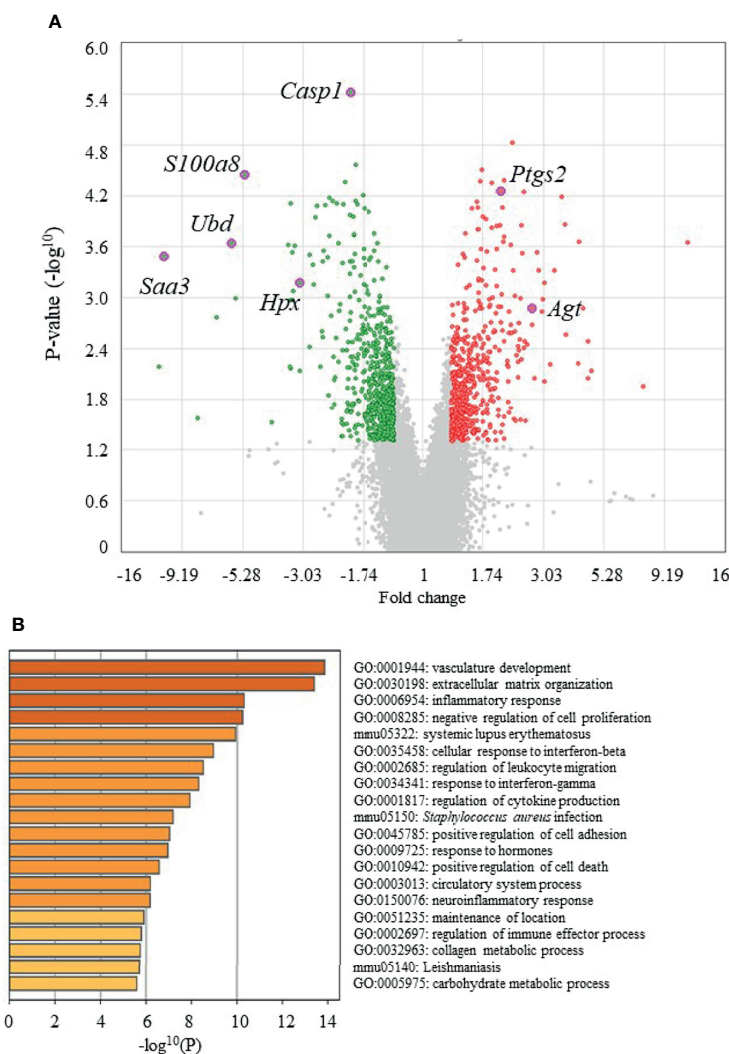 A
6.0
5.4
4.8
4.2
3.6
3.0
2.4
1.8
1.2
0.6
0
P-value (-log10)
Casp1
S100a8
Ptgs2
Ubd
Saa3
Hpx
Agt
-16 -9.19 -5.28 -3.03 -1.74 1 1.74 3.03 5.28 9.19 16
Fold change
B
GO:0001944: vasculature development
GO:0030198: extracellular matrix organization
GO:0006954: inflammatory response
GO:0008285: negative regulation of cell proliferation
mmu05322: systemic lupus erythematosus
GO:0035458: cellular response to interferon-beta
GO:0002685: regulation of leukocyte migration
GO:0034341: response to interferon-gamma
GO:0001817: regulation of cytokine production
mmu05150: Staphylococcus aureus infection
GO:0045785: positive regulation of cell adhesion
GO:0009725: response to hormones
GO:0010942: positive regulation of cell death
GO:0003013: circulatory system process
GO:0150076: neuroinflammatory response
GO:0051235: maintenance of location
GO:0002697: regulation of immune effector process
GO:0032963: collagen metabolic process
mmu05140: Leishmaniasis
GO:0005975: carbohydrate metabolic process
0 2 4 6 8 10 12 14
-log10(P)